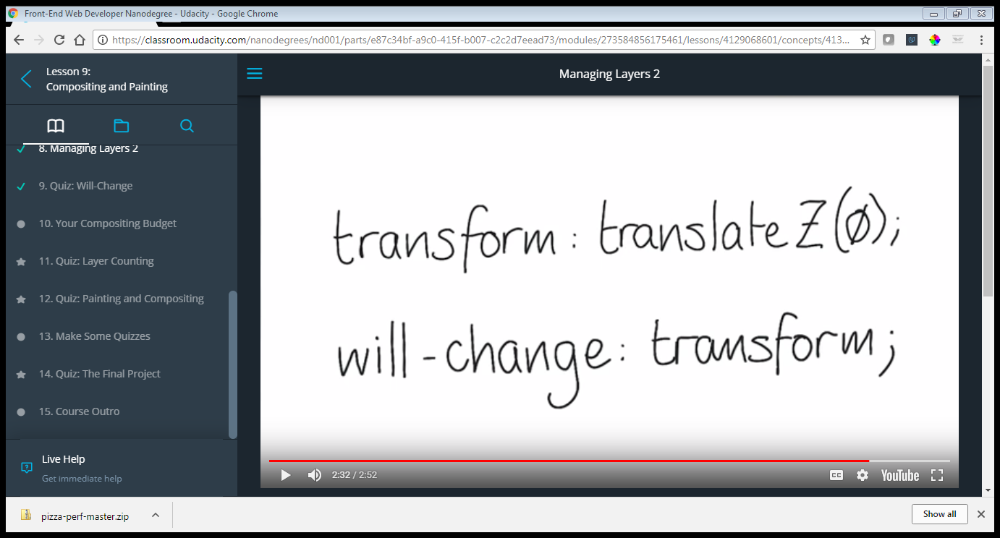 Front-End Web Developer Nanodegree - Udacity - Google Chrome
https://classroom.udacity.com/nanodegrees/nd001/parts/e87c34bf-a9c0-415f-b007-c2c2d7eead73/modules/273584856175461/lessons/4129068601/concepts/413...
Lesson 9:
Compositing and Painting
Managing Layers 2
8. Managing Layers 2
9. Quiz: Will-Change
10. Your Compositing Budget
11. Quiz: Layer Counting
12. Quiz: Painting and Compositing
13. Make Some Quizzes
14. Quiz: The Final Project
15. Course Outro
Live Help
Get immediate help
transform: translateZ(0);
will-change: transform;
2:32 / 2:52
CC
YouTube
pizza-perf-master.zip
Show all